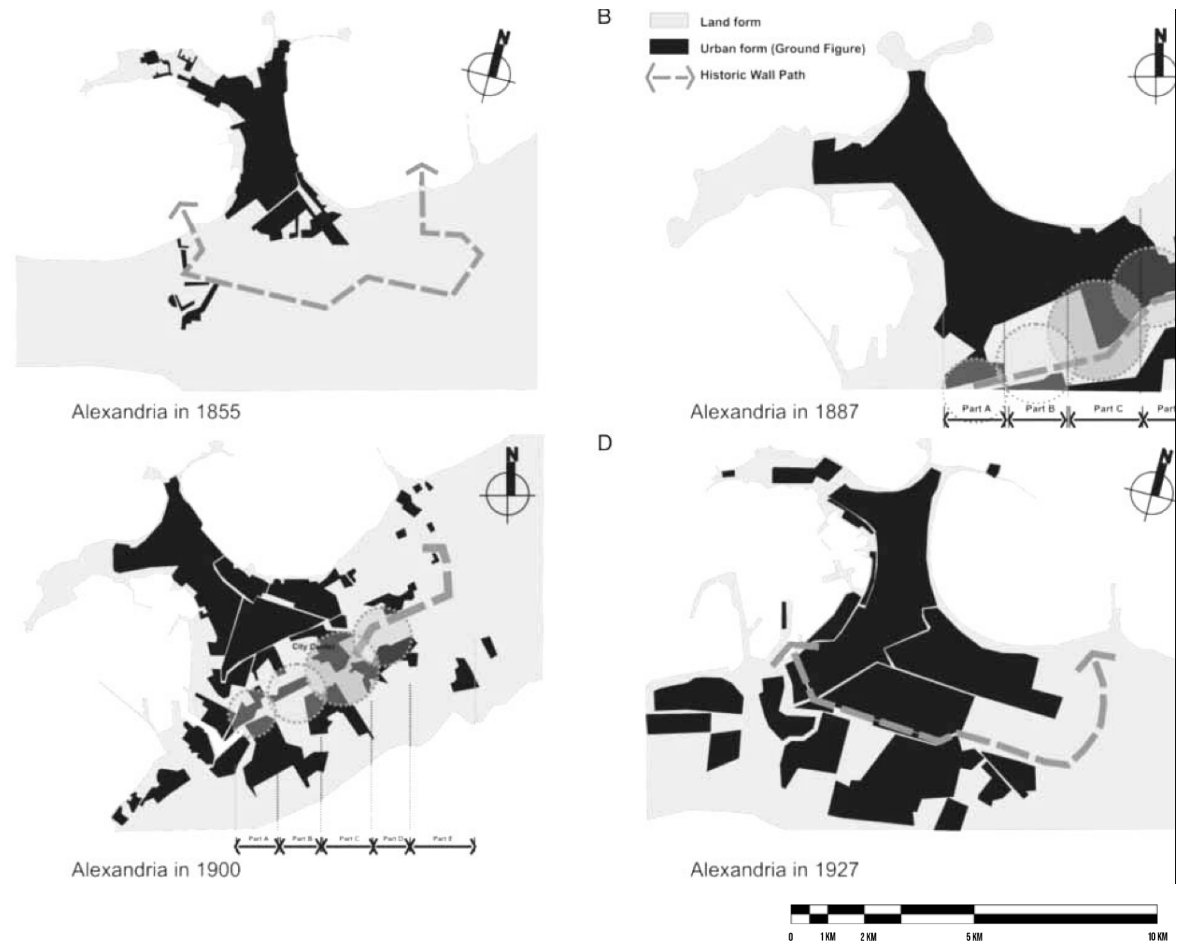 N
Alexandria in 1855
B
Land form
Urban form (Ground Figure)
Historic Wall Path
N
Part A
Part B
Part C
Part
Alexandria in 1887
N
City Center
Part A
Part B
Part C
Part D
Part E
Alexandria in 1900
D
N
Alexandria in 1927
0 1 KM 2 KM 5 KM 10 KM